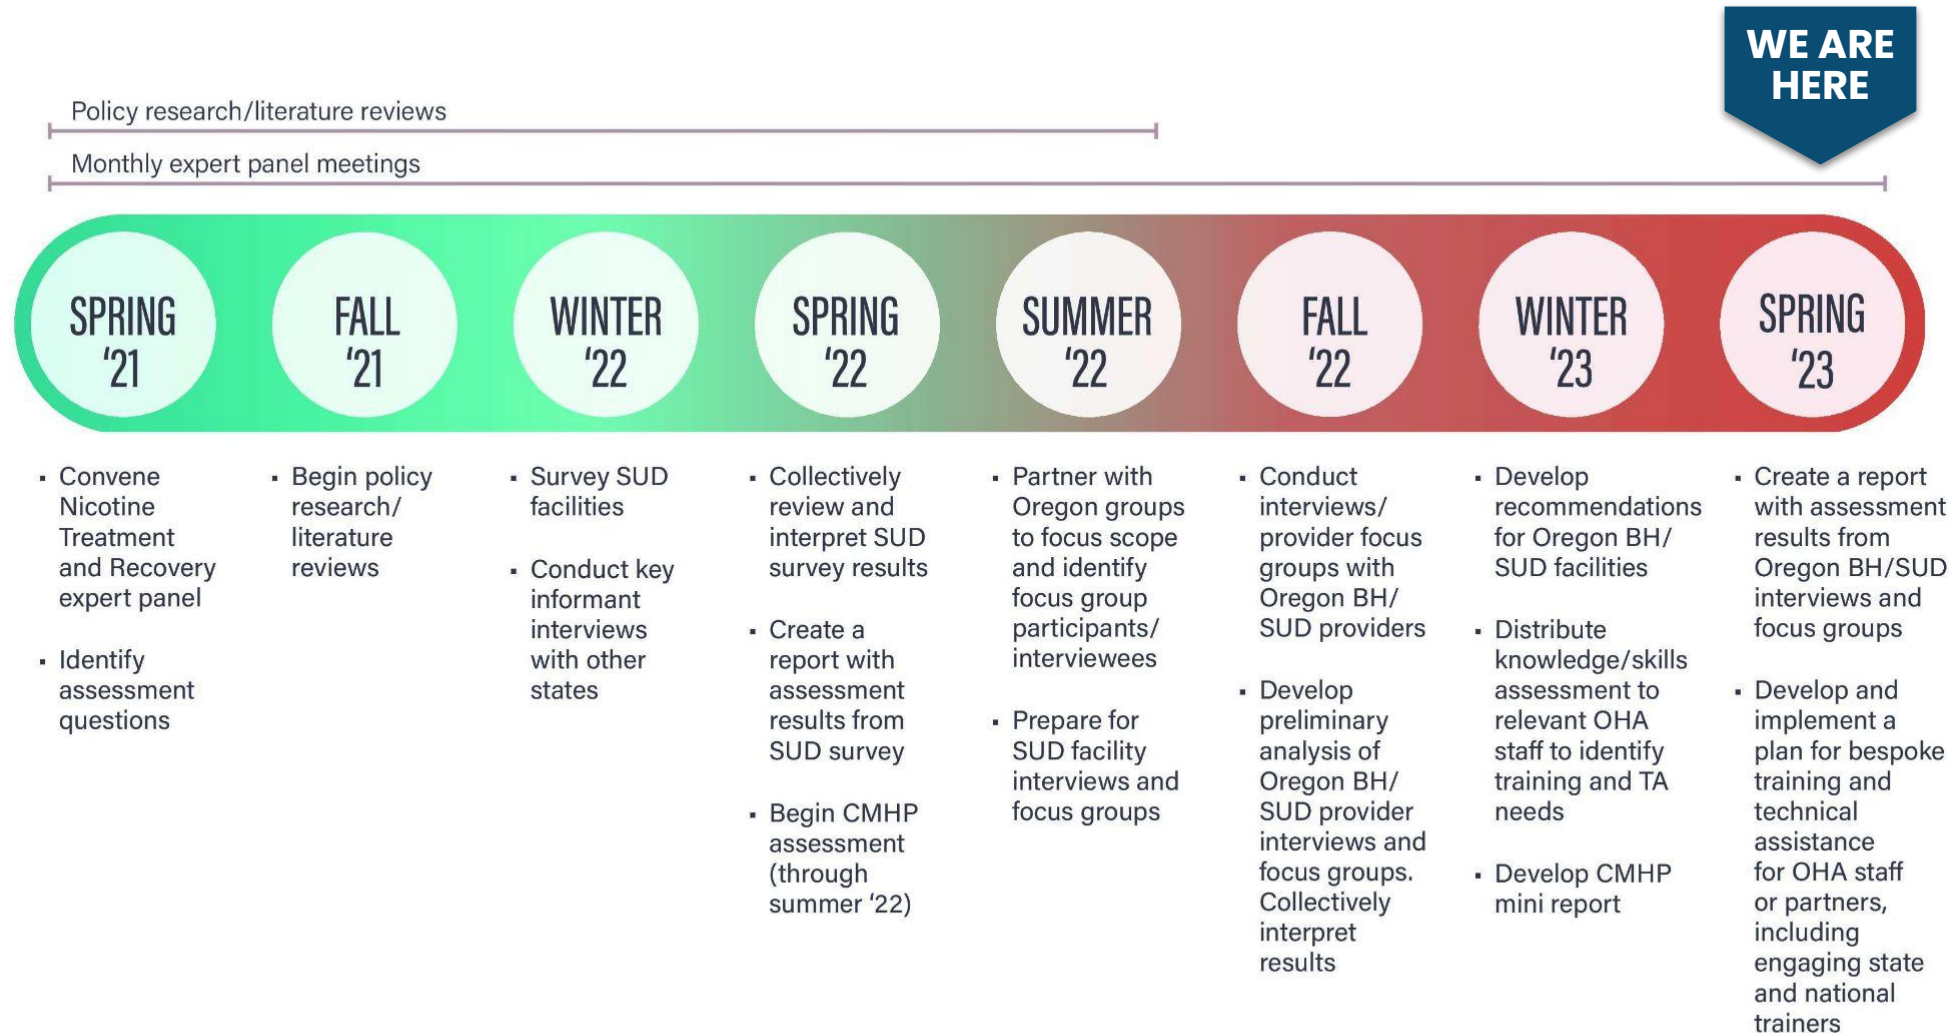 WE ARE
HERE
Policy research/literature reviews
Monthly expert panel meetings
SPRING
‘21
FALL
‘21
WINTER
‘22
SPRING
‘22
SUMMER
‘22
FALL
‘22
WINTER
‘23
SPRING
‘23
▪ Convene
Nicotine
Treatment
and Recovery
expert panel
▪ Identify
assessment
questions
▪ Begin policy
research/
literature
reviews
▪ Survey SUD
facilities
▪ Conduct key
informant
interviews
with other
states
▪ Collectively
review and
interpret SUD
survey results
▪ Create a
report with
assessment
results from
SUD survey
▪ Begin CMHP
assessment
(through
summer ‘22)
▪ Partner with
Oregon groups
to focus scope
and identify
focus group
participants/
interviewees
▪ Prepare for
SUD facility
interviews and
focus groups
▪ Conduct
interviews/
provider focus
groups with
Oregon BH/
SUD providers
▪ Develop
preliminary
analysis of
Oregon BH/
SUD provider
interviews and
focus groups.
Collectively
interpret
results
▪ Develop
recommendations
for Oregon BH/
SUD facilities
▪ Distribute
knowledge/skills
assessment to
relevant OHA
staff to identify
training and TA
needs
▪ Develop CMHP
mini report
▪ Create a report
with assessment
results from
Oregon BH/SUD
interviews and
focus groups
▪ Develop and
implement a
plan for bespoke
training and
technical
assistance
for OHA staff
or partners,
including
engaging state
and national
trainers